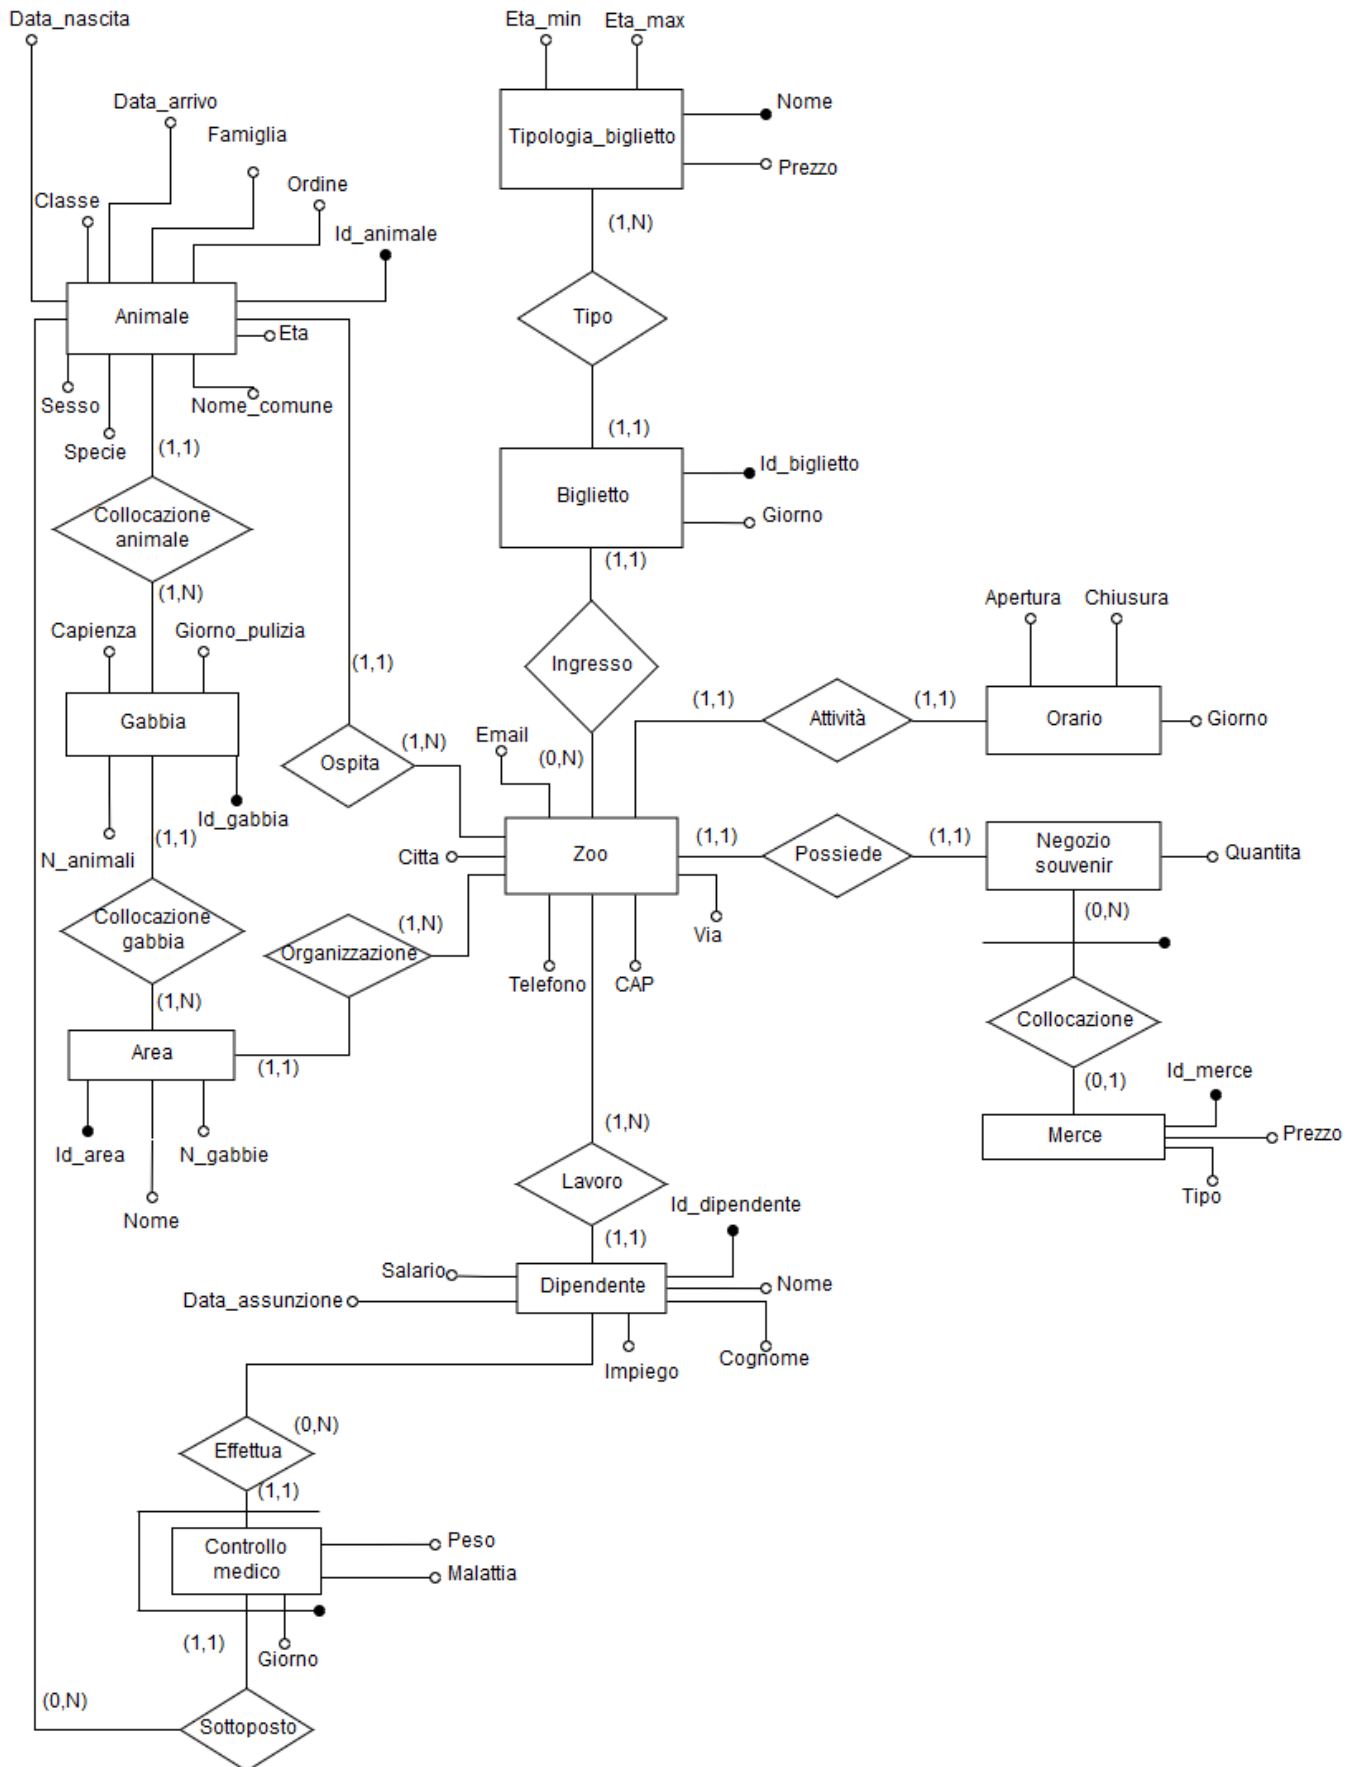 Data_nascita
Eta_min
Eta_max
Data_arrivo
Nome
Famiglia
Tipologia_biglietto
Prezzo
Ordine
Classe
(1,N)
Id_animale
Animale
Tipo
Eta
Sesso
Nome_comune
Specie
(1,1)
(1,1)
Id_biglietto
Biglietto
Giorno
Collocazione
animale
(1,1)
(1,N)
Apertura
Chiusura
Capienza
Giorno_pulizia
(1,1)
Ingresso
(1,1)
Attività
(1,1)
Orario
Giorno
Gabbia
Email
(1,N)
(0,N)
Ospita
Id_gabbia
(1,1)
N_animali
Citta
Zoo
(1,1)
Possiede
(1,1)
Negozio
souvenir
Quantita
(0,N)
Collocazione
gabbia
(1,N)
Via
Organizzazione
Telefono
CAP
(1,N)
Collocazione
Area
(1,1)
(0,1)
Id_merce
Id_area
N_gabbie
(1,N)
Merce
Prezzo
Tipo
Nome
Lavoro
Id_dipendente
(1,1)
Salario
Dipendente
Nome
Data_assunzione
Impiego
Cognome
(0,N)
Effettua
(1,1)
Controllo
medico
Peso
Malattia
(1,1)
Giorno
(0,N)
Sottoposto